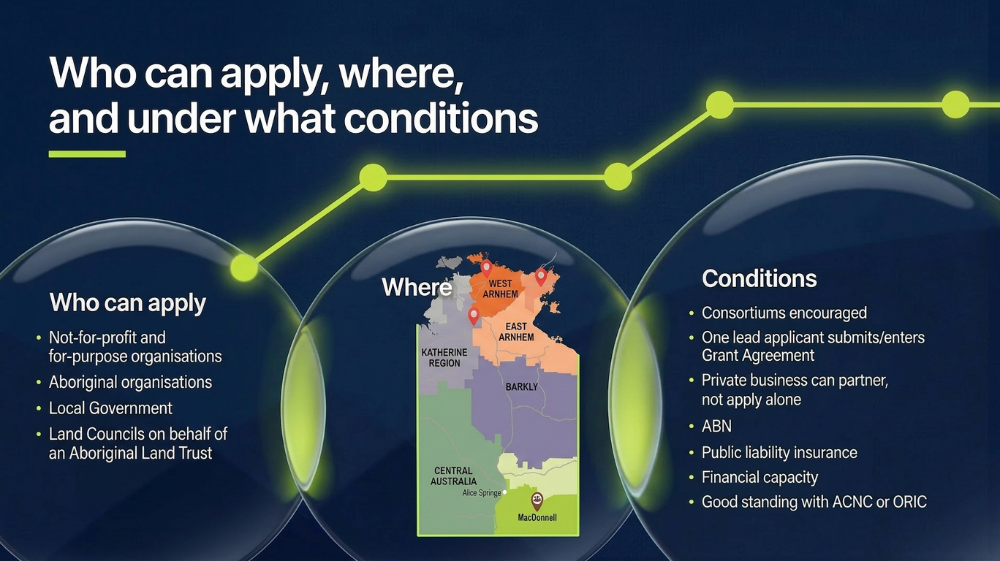 Who can apply, where,
and under what conditions
Who can apply
• Not-for-profit and
for-purpose organisations
• Aboriginal organisations
• Local Government
• Land Councils on behalf of
an Aboriginal Land Trust
Where
WEST
ARNHEM
EAST
ARNHEM
KATHERINE
REGION
BARKLY
CENTRAL
AUSTRALIA
Alice Springe
MacDonnell
Conditions
• Consortiums encouraged
• One lead applicant submits/enters
Grant Agreement
• Private business can partner,
not apply alone
• ABN
• Public liability insurance
• Financial capacity
• Good standing with ACNC or ORIC